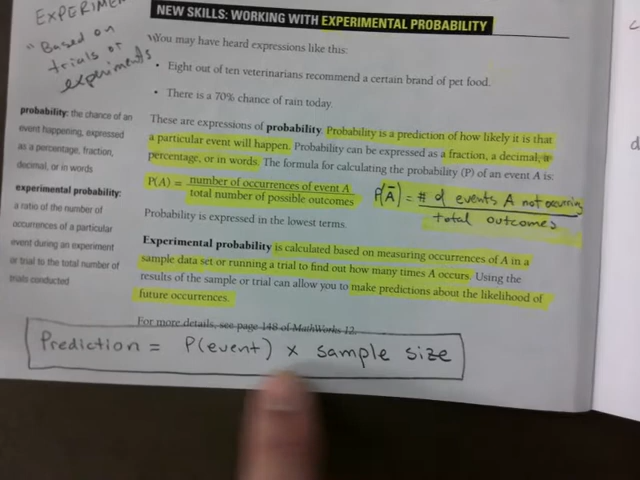 EXPERIMEN
NEW SKILLS: WORKING WITH EXPERIMENTAL PROBABILITY
"Based on
trials or
experiments
You may have heard expressions like this:
• Eight out of ten veterinarians recommend a certain brand of pet food.
• There is a 70% chance of rain today.
probability: the chance of an
event happening, expressed
as a percentage, fraction,
decimal, or in words
experimental probability:
a ratio of the number of
occurrences of a particular
event during an experiment
or trial to the total number of
trials conducted
These are expressions of probability. Probability is a prediction of how likely it is that
a particular event will happen. Probability can be expressed as a fraction, a decimal, a
percentage, or in words. The formula for calculating the probability (P) of an event A is:
P(A) = number of occurrences of event A
total number of possible outcomes
P(A̅) = # of events A not occurring
total outcomes
Probability is expressed in the lowest terms.
Experimental probability is calculated based on measuring occurrences of A in a
sample data set or running a trial to find out how many times A occurs. Using the
results of the sample or trial can allow you to make predictions about the likelihood of
future occurrences.
For more details, see page 148 of MathWorks 12.
Prediction = P(event) × sample size